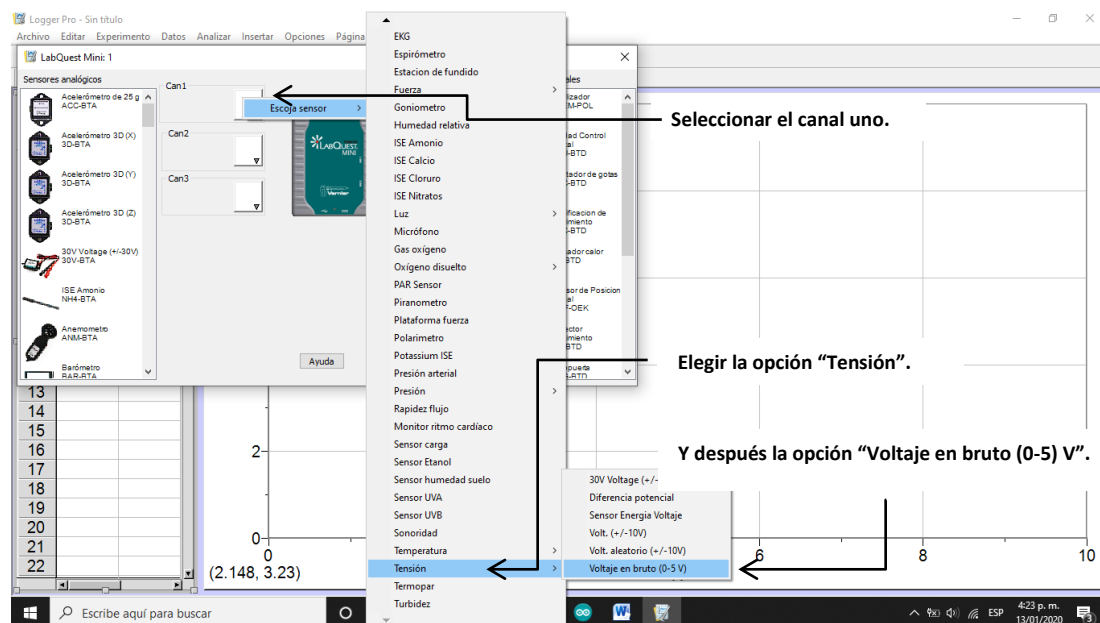 Logger Pro - Sin título
Archivo Editar Experimento Datos Analizar Insertar Opciones Página
LabQuest Mini: 1
Sensores analógicos
Acelerómetro de 25 g
ACC-BTA
Acelerómetro 3D (X)
3D-BTA
Acelerómetro 3D (Y)
3D-BTA
Acelerómetro 3D (Z)
3D-BTA
30V Voltage (+/-30V)
30V-BTA
ISE Amonio
NH4-BTA
Anemometro
ANM-BTA
Barómetro
BAR-BTA
Can1
Can2
Can3
Escoja sensor
LABQUEST
MINI
Vernier
Ayuda
EKG
Espirómetro
Estacion de fundido
Fuerza
Goniometro
Humedad relativa
ISE Amonio
ISE Calcio
ISE Cloruro
ISE Nitratos
Luz
Micrófono
Gas oxígeno
Oxígeno disuelto
PAR Sensor
Piranometro
Plataforma fuerza
Polarimetro
Potassium ISE
Presión arterial
Presión
Rapidez flujo
Monitor ritmo cardíaco
Sensor carga
Sensor Etanol
Sensor humedad suelo
Sensor UVA
Sensor UVB
Sonoridad
Temperatura
Tensión
Termopar
Turbidez
30V Voltage (+/-
Diferencia potencial
Sensor Energia Voltaje
Volt. (+/-10V)
Volt. aleatorio (+/-10V)
Voltaje en bruto (0-5 V)
Seleccionar el canal uno.
Elegir la opción “Tensión”.
Y después la opción “Voltaje en bruto (0-5) V”.
13
14
15
16
17
18
19
20
21
22
2
0
0
6
8
10
(2.148, 3.23)
Escribe aquí para buscar
ESP
4:23 p. m.
13/01/2020